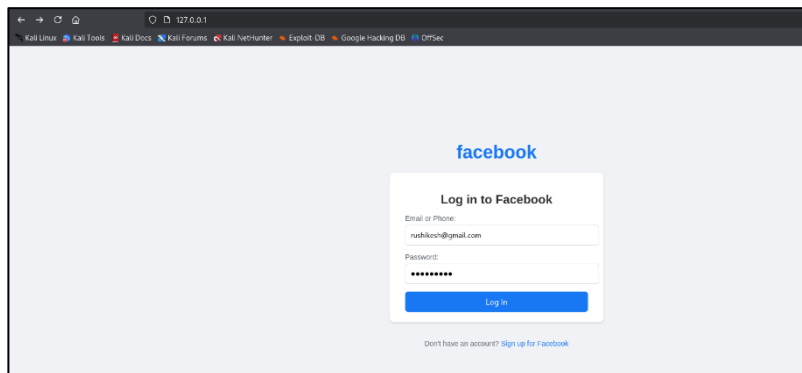 127.0.0.1
Kali Linux Kali Tools Kali Docs Kali Forums Kali NetHunter Exploit-DB Google Hacking DB OffSec
facebook
Log in to Facebook
Email or Phone:
rushikesh@gmail.com
Password:
•••••••••
Log In
Don't have an account? Sign up for Facebook